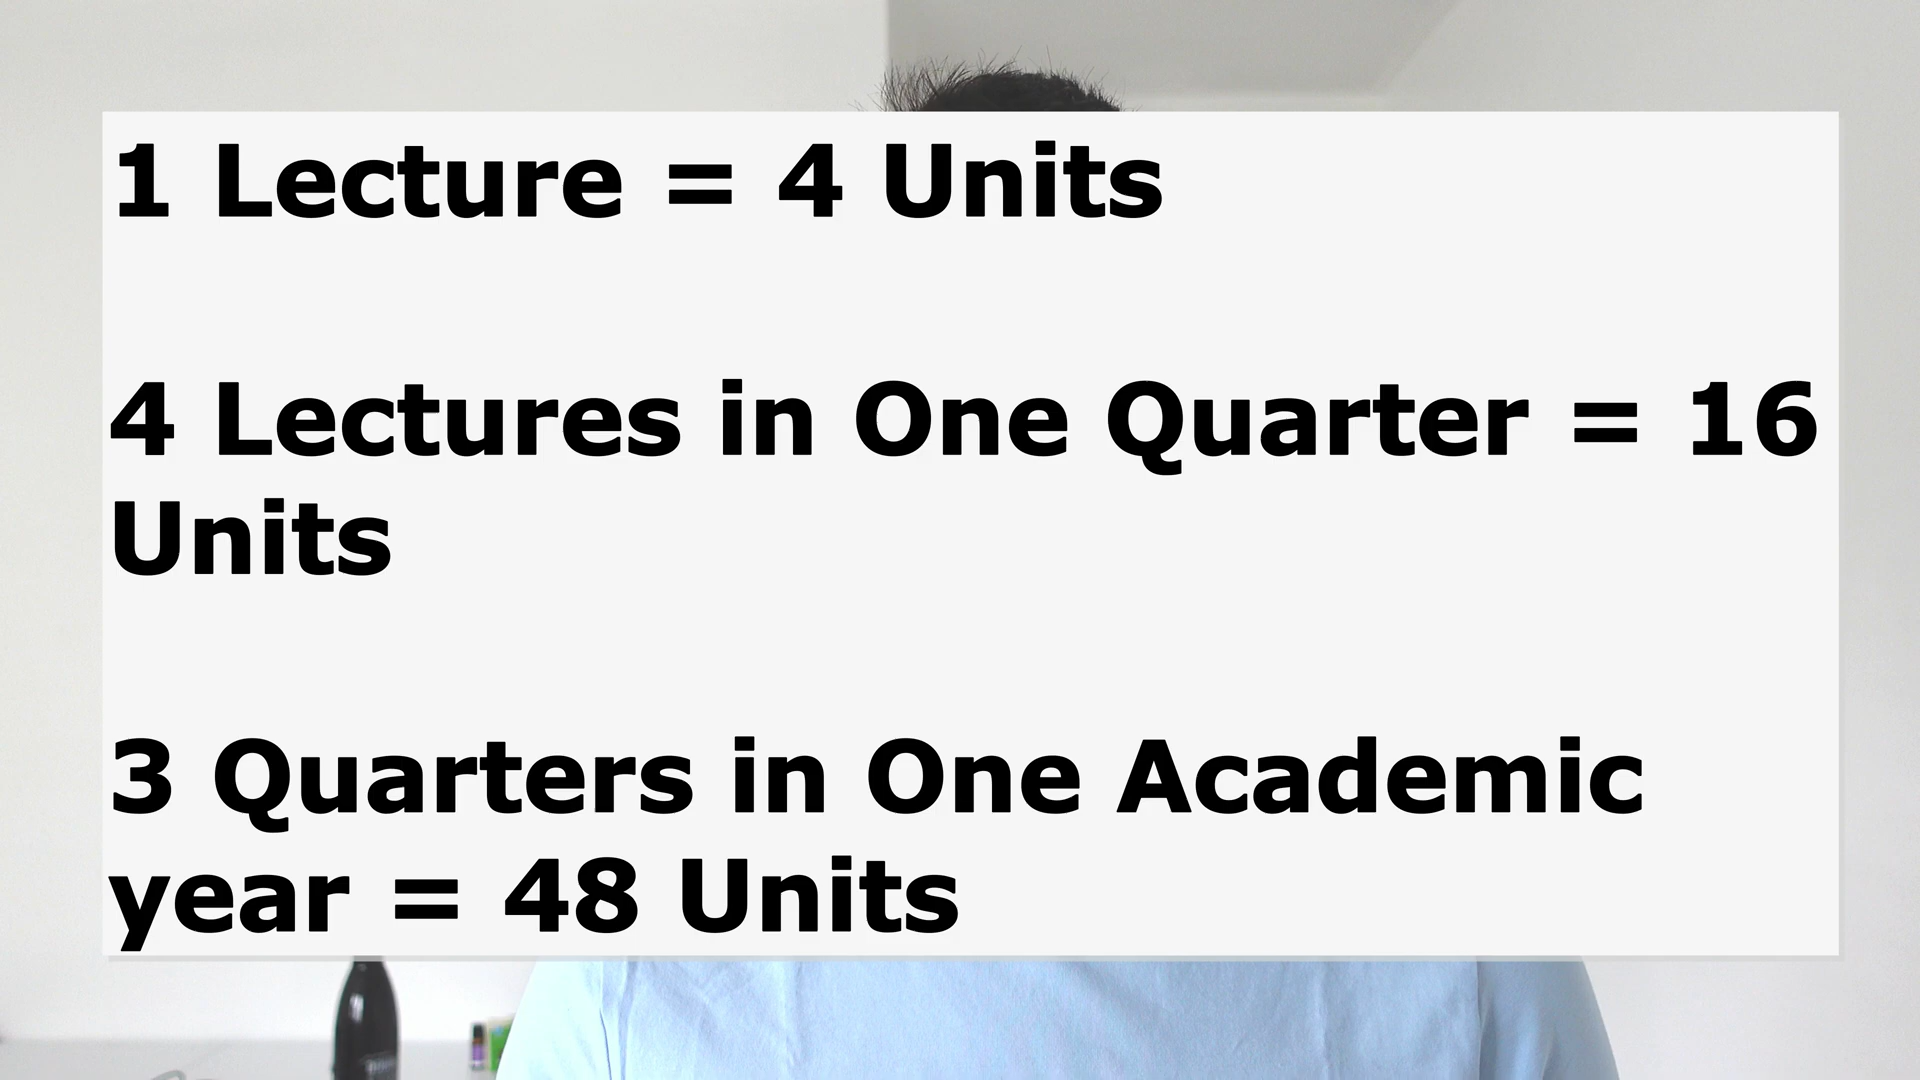 1 Lecture = 4 Units
4 Lectures in One Quarter = 16
Units
3 Quarters in One Academic
year = 48 Units